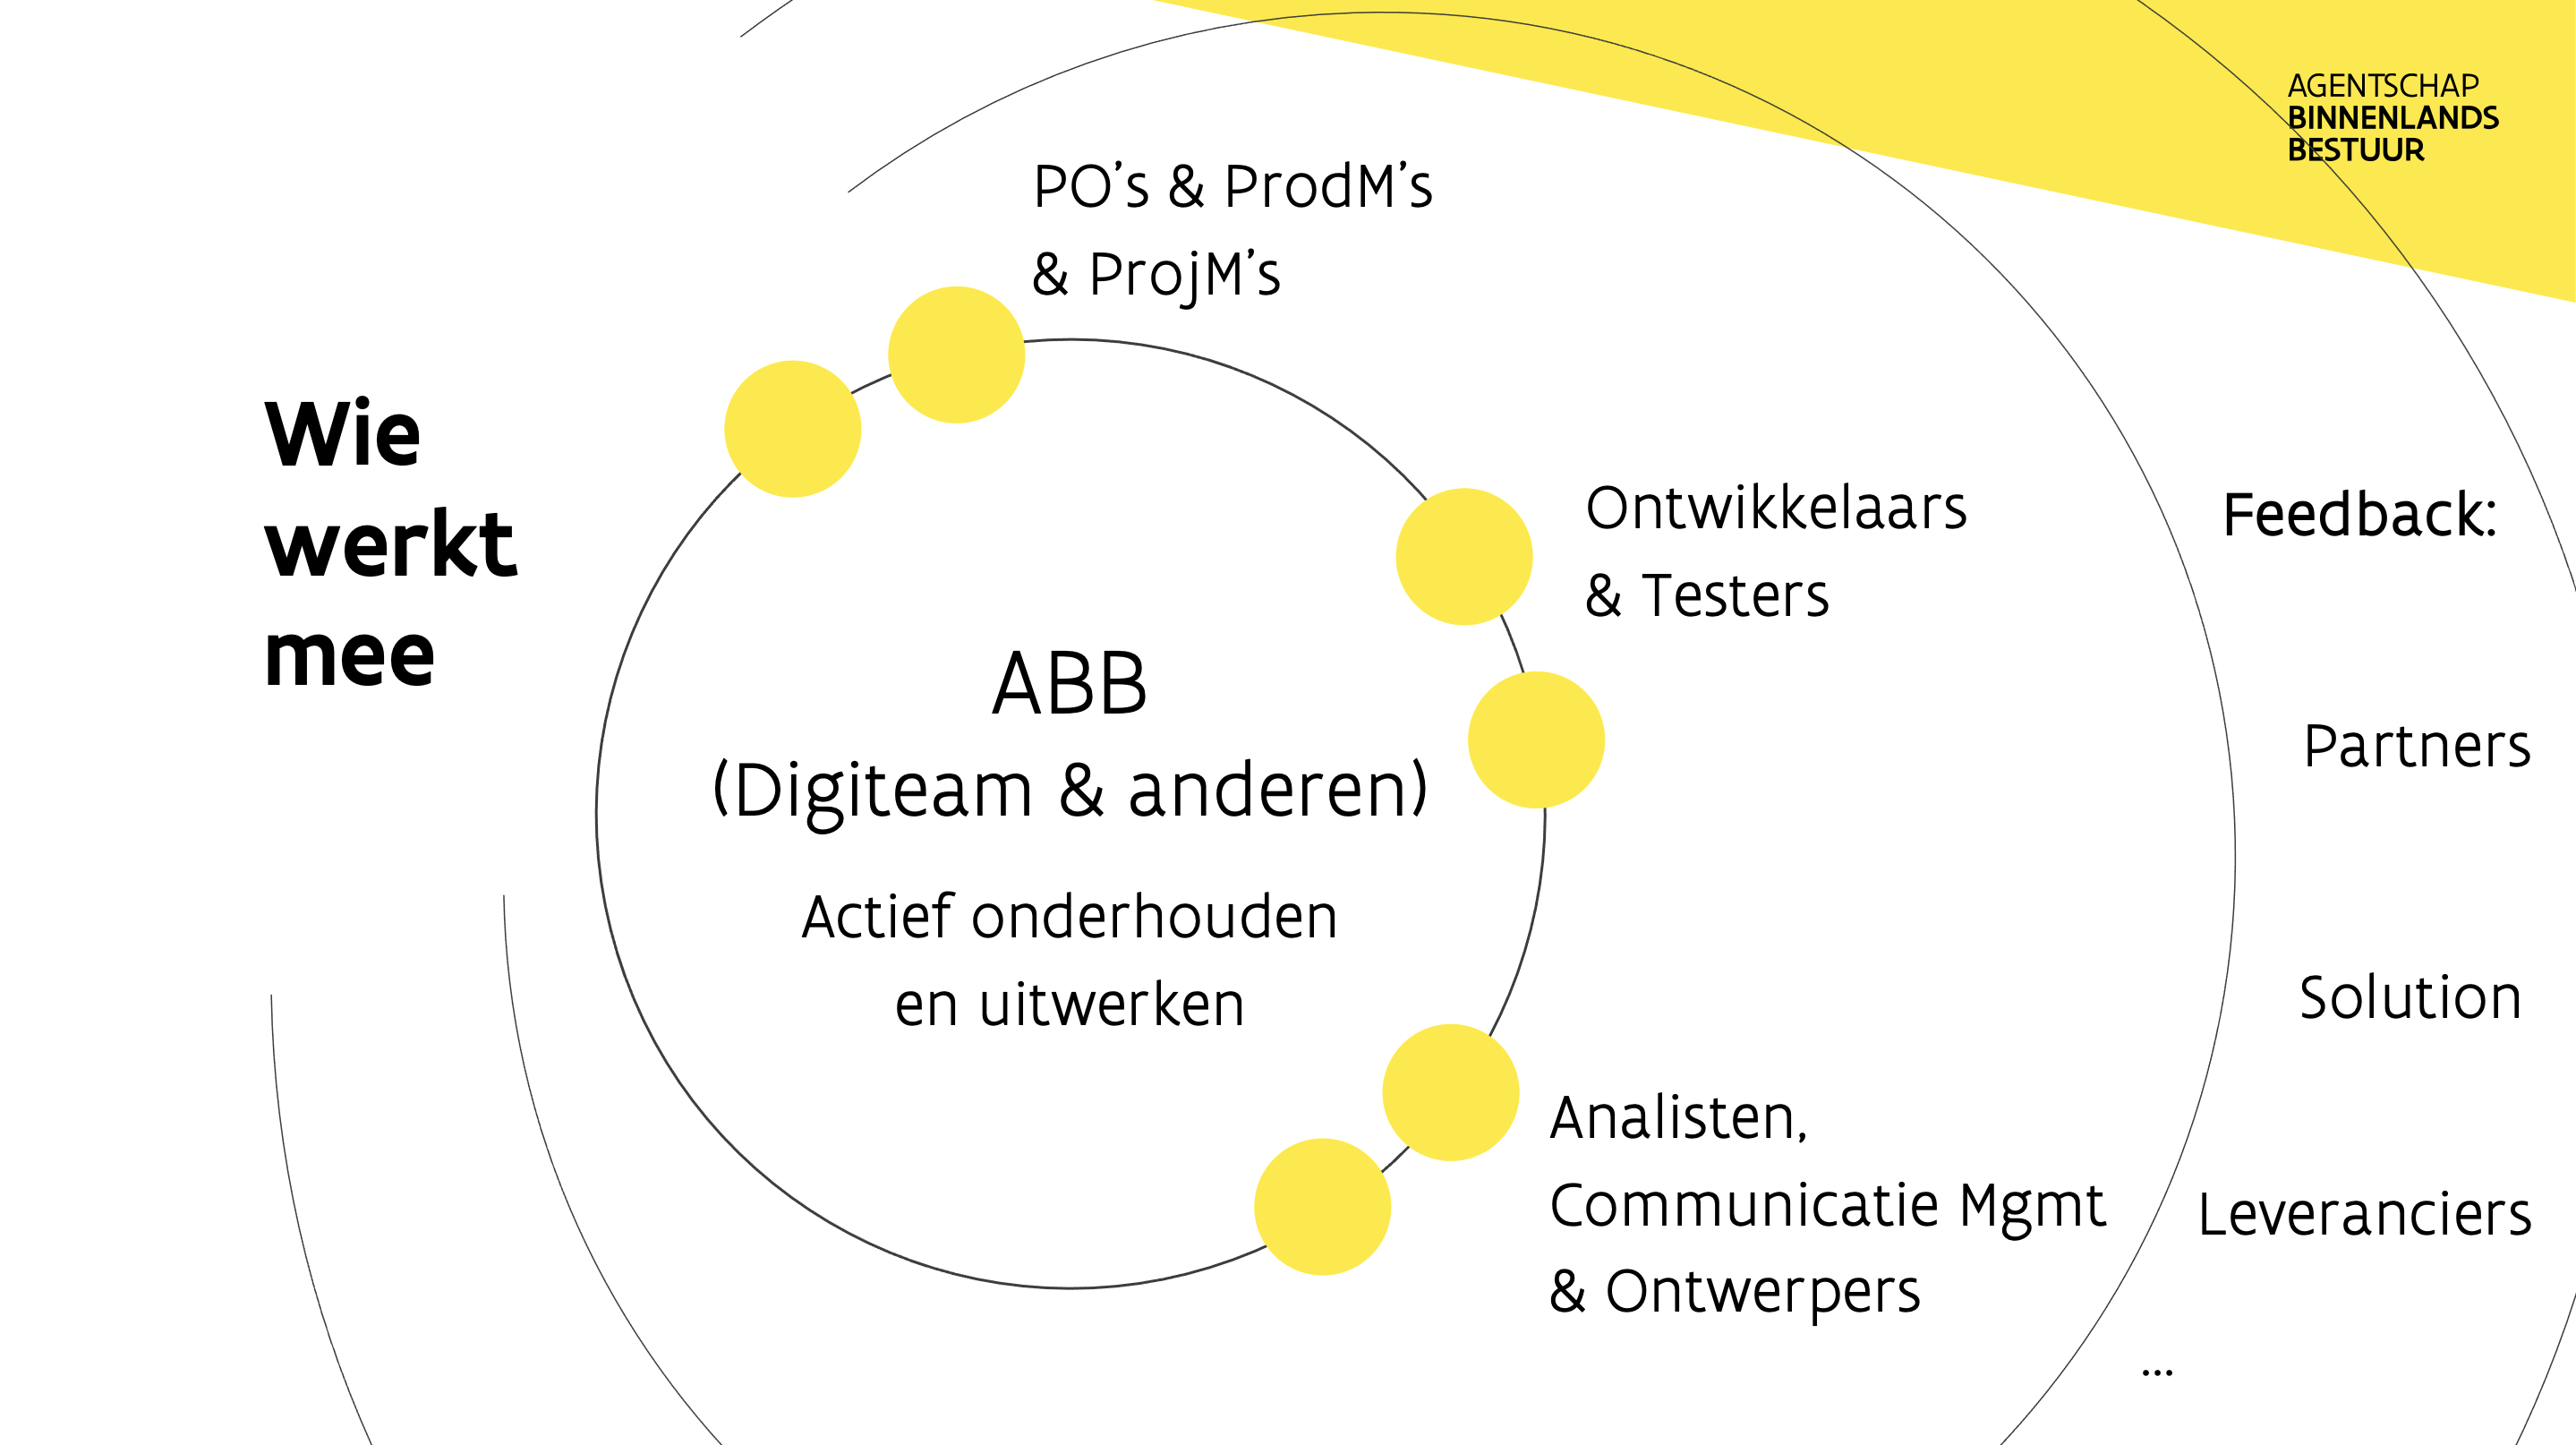 AGENTSCHAP
BINNENLANDS
BESTUUR
Wie
werkt
mee
PO’s & ProdM’s
& ProjM’s
Ontwikkelaars
& Testers
ABB
(Digiteam & anderen)
Actief onderhouden
en uitwerken
Analisten,
Communicatie Mgmt
& Ontwerpers
Feedback:
Partners
Solution
Leveranciers
...